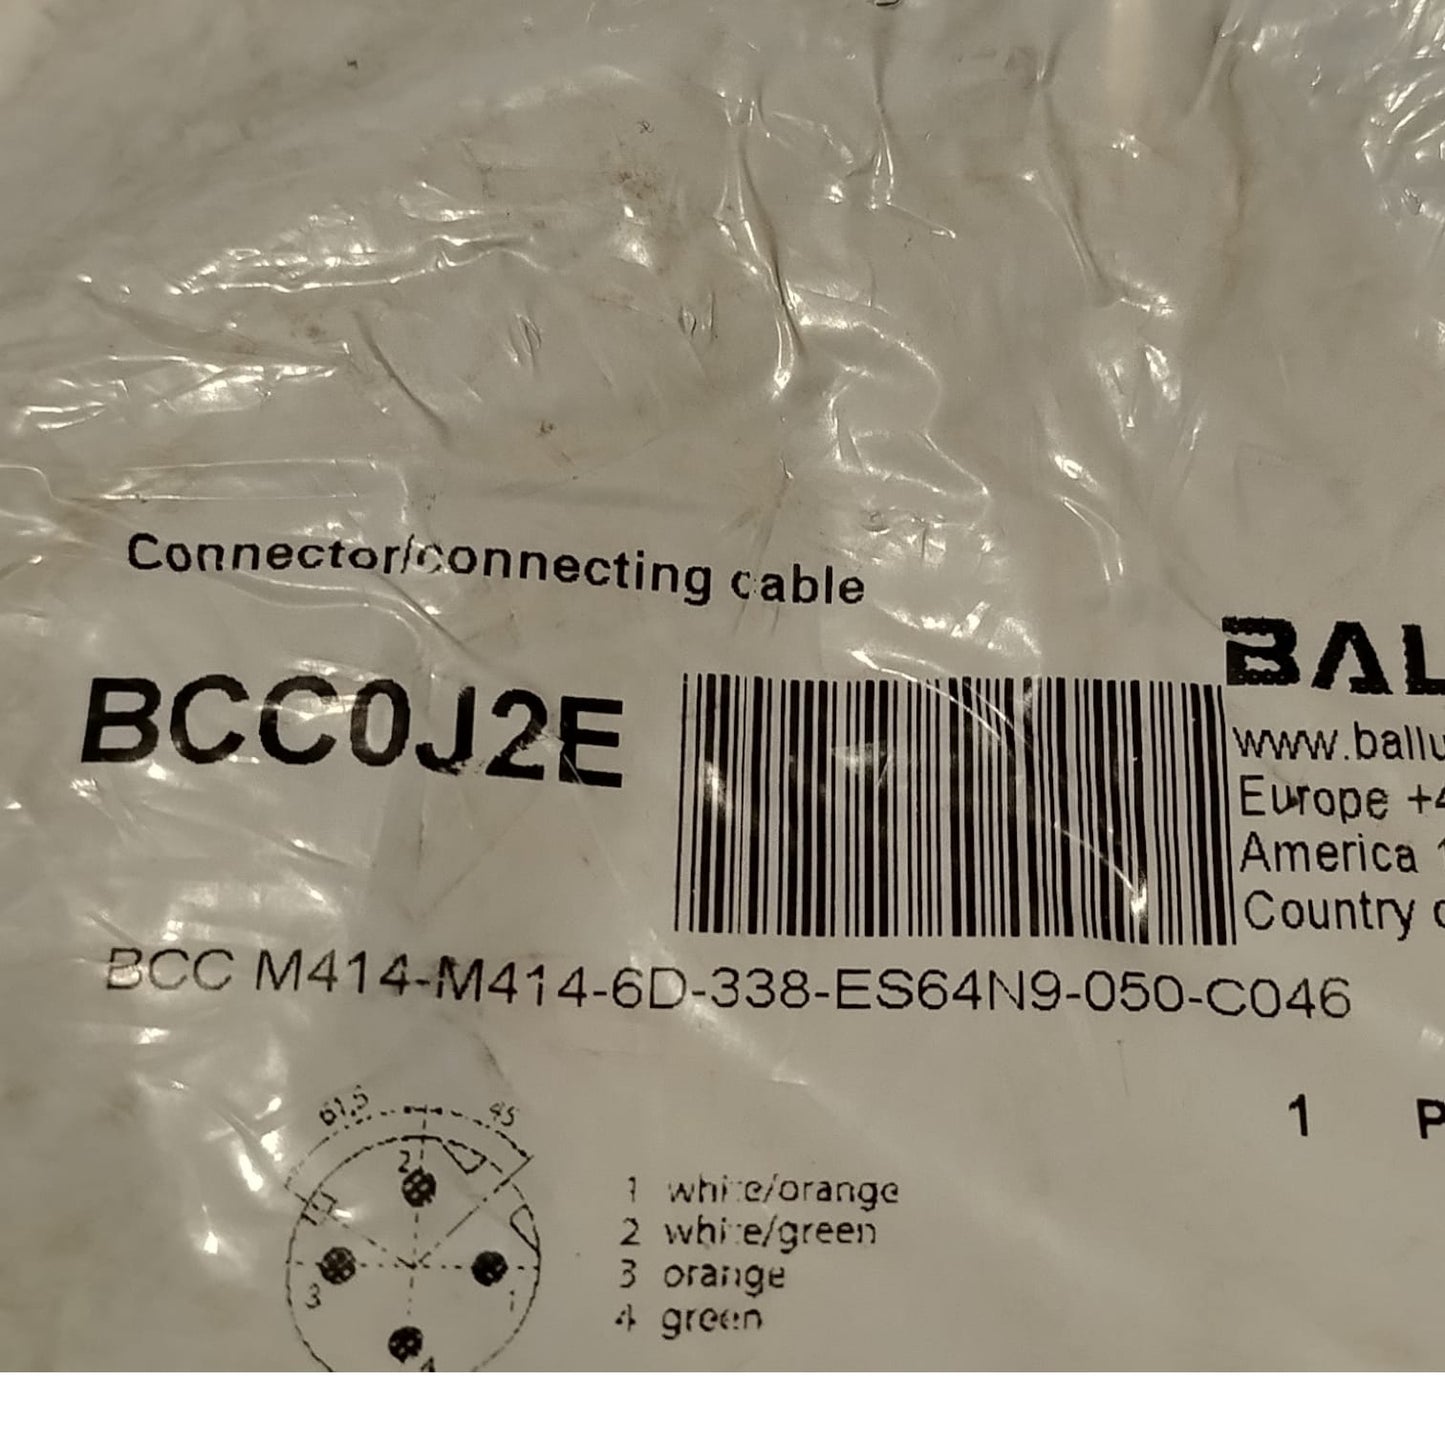 Connector/connecting cable
BAL
BCC0J2E
www.ballu
Europe +4
America 1
Country
BCC M414-M414-6D-338-ES64N9-050-C046
1 P
61,5 45
2
3
1
4
1 white/orange
2 white/green
3 orange
4 green